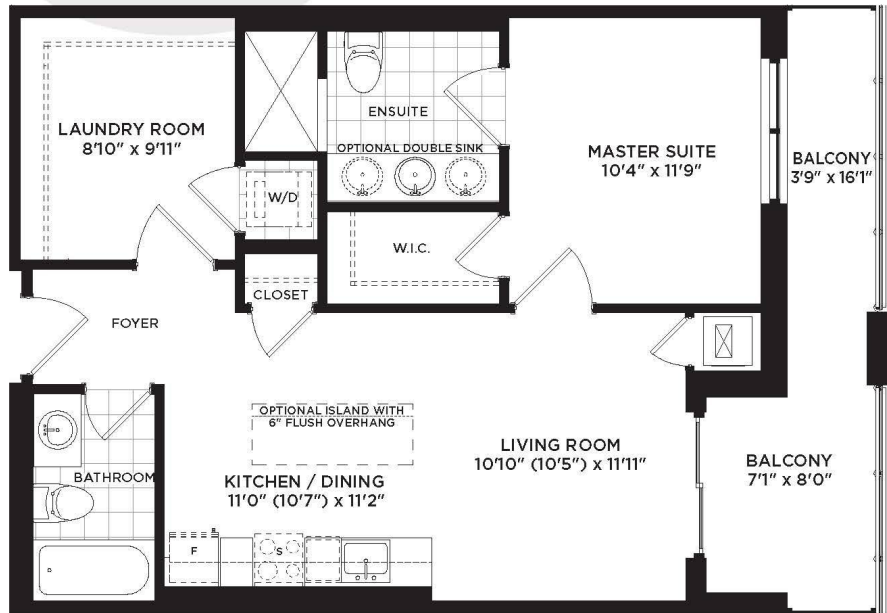 LAUNDRY ROOM
8'10" x 9'11"
ENSUITE
OPTIONAL DOUBLE SINK
W/D
W.I.C.
CLOSET
MASTER SUITE
10'4" x 11'9"
BALCONY
3'9" x 16'1"
FOYER
OPTIONAL ISLAND WITH
6" FLUSH OVERHANG
BATHROOM
KITCHEN / DINING
11'0" (10'7") x 11'2"
LIVING ROOM
10'10" (10'5") x 11'11"
BALCONY
7'1" x 8'0"
F
S